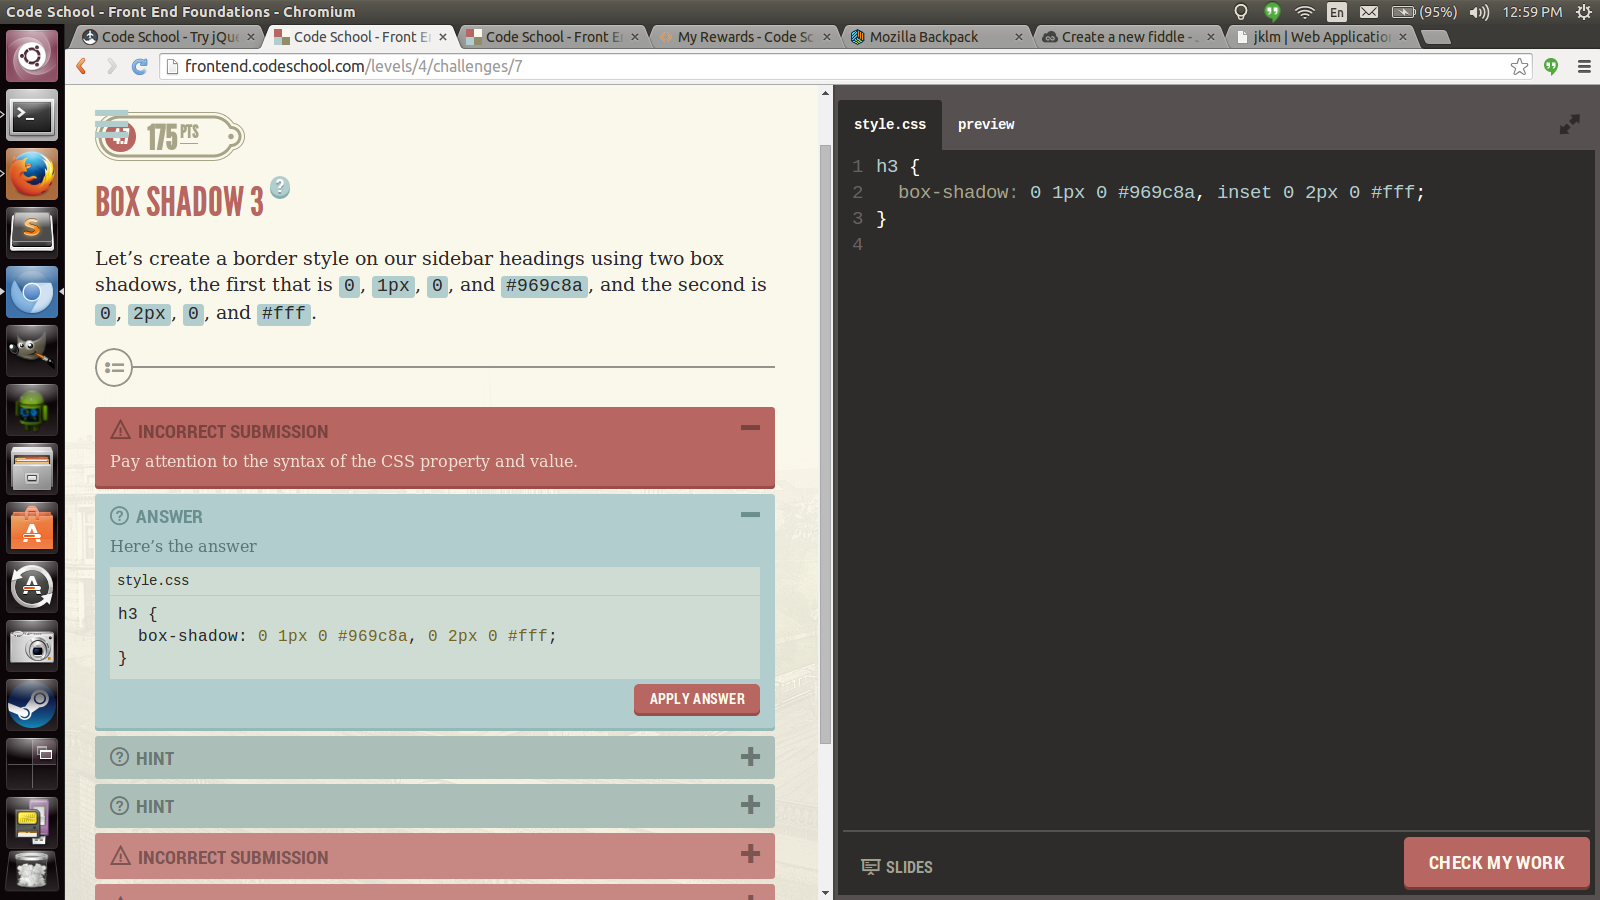 Code School - Front End Foundations - Chromium
En
(95%)
12:59 PM
Code School - Try jQu
Code School - Front E
Code School - Front E
My Rewards - Code Sc
Mozilla Backpack
Create a new fiddle -
jklm | Web Applicatio
frontend.codeschool.com/levels/4/challenges/7
4.7
175 PTS
BOX SHADOW 3 ?
Let’s create a border style on our sidebar headings using two box
shadows, the first that is 0, 1px, 0, and #969c8a, and the second is
0, 2px, 0, and #fff.
INCORRECT SUBMISSION
Pay attention to the syntax of the CSS property and value.
? ANSWER
Here’s the answer
style.css
h3 {
box-shadow: 0 1px 0 #969c8a, 0 2px 0 #fff;
}
APPLY ANSWER
? HINT
? HINT
INCORRECT SUBMISSION
style.css
preview
1 h3 {
2 box-shadow: 0 1px 0 #969c8a, inset 0 2px 0 #fff;
3 }
4
SLIDES
CHECK MY WORK